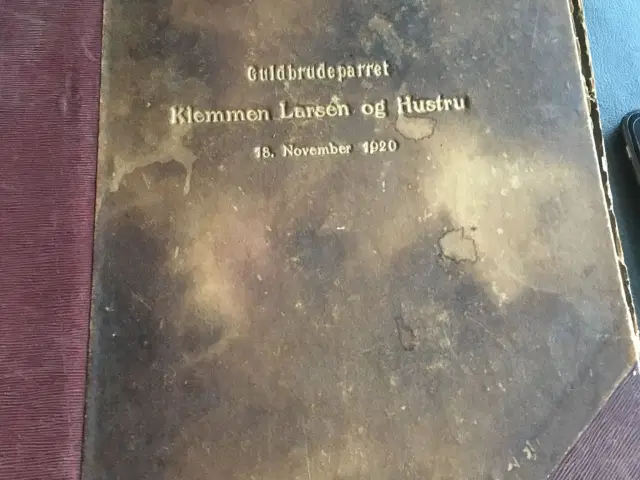 Guldbrudeparret
Klemmen Larsen og Hustru
18. November 1920